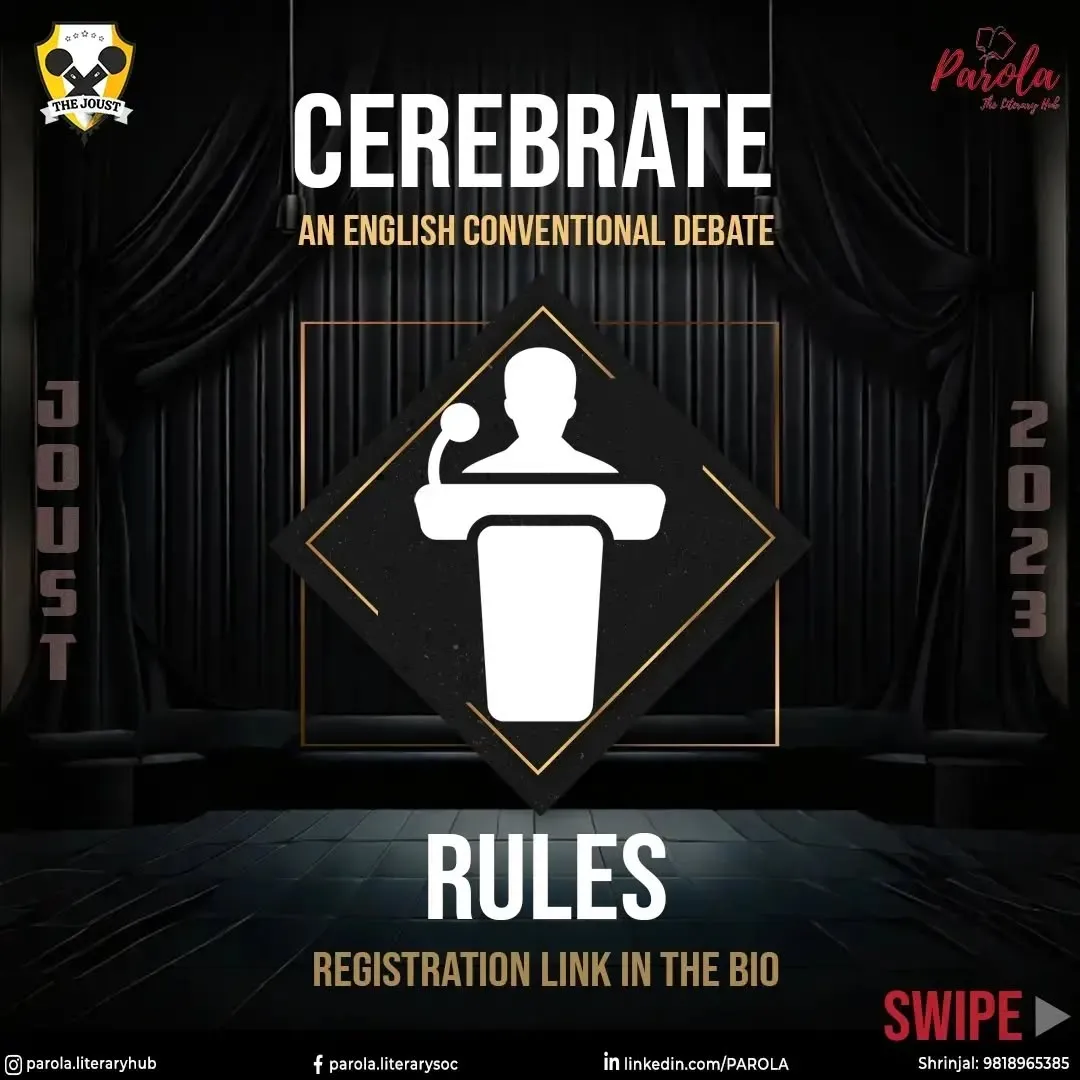 THE JOUST
Parola
The Literary Hub
CEREBRATE
AN ENGLISH CONVENTIONAL DEBATE
JOUST
2023
RULES
REGISTRATION LINK IN THE BIO
SWIPE
parola.literaryhub
parola.literarysoc
linkedin.com/PAROLA
Shrinjal: 9818965385